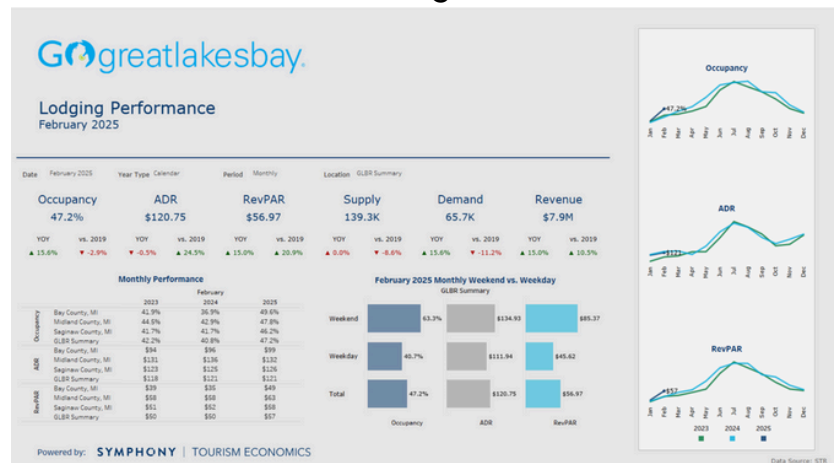 GOgreatlakesbay.
Lodging Performance
February 2025
Date February 2025 Year Type Calendar Period Monthly Location GLBR Summary
Occupancy ADR RevPAR Supply Demand Revenue
47.2% $120.75 $56.97 139.3K 65.7K $7.9M
YOY vs. 2019 YOY vs. 2019 YOY vs. 2019 YOY vs. 2019 YOY vs. 2019 YOY vs. 2019
▲ 15.6% ▼ -2.9% ▼ -0.5% ▲ 24.5% ▲ 15.0% ▲ 20.9% ▲ 0.0% ▼ -8.6% ▲ 15.6% ▼ -11.2% ▲ 15.0% ▲ 10.5%
Monthly Performance
February
2023 2024 2025
Occupancy
Bay County, MI 41.9% 36.9% 49.6%
Midland County, MI 44.6% 42.9% 47.8%
Saginaw County, MI 41.7% 41.7% 46.2%
GLBR Summary 42.2% 40.8% 47.2%
ADR
Bay County, MI $94 $96 $99
Midland County, MI $131 $136 $132
Saginaw County, MI $123 $125 $126
GLBR Summary $118 $121 $121
RevPAR
Bay County, MI $39 $35 $49
Midland County, MI $58 $58 $63
Saginaw County, MI $51 $52 $58
GLBR Summary $50 $50 $57
February 2025 Monthly Weekend vs. Weekday
GLBR Summary
Weekend 63.3% $134.93 $85.37
Weekday 40.7% $111.94 $45.62
Total 47.2% $120.75 $56.97
Occupancy ADR RevPAR
Powered by: SYMPHONY | TOURISM ECONOMICS
Occupancy
47.2%
Jan Feb Mar Apr May Jun Jul Aug Sep Oct Nov Dec
ADR
$121
Jan Feb Mar Apr May Jun Jul Aug Sep Oct Nov Dec
RevPAR
$57
Jan Feb Mar Apr May Jun Jul Aug Sep Oct Nov Dec
2023 2024 2025
Data Source: STR